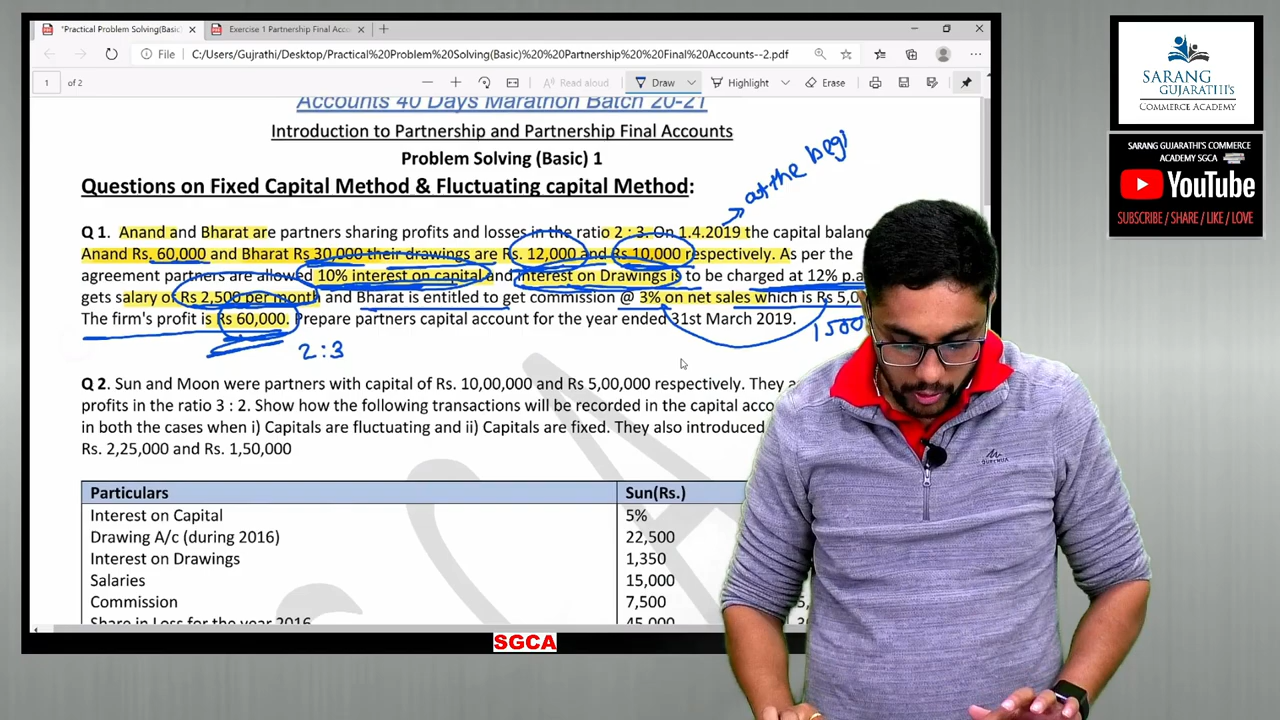 *Practical Problem Solving(Basic)
Exercise 1 Partnership Final Acco
File
C:/Users/Gujrathi/Desktop/Practical%20Problem%20Solving(Basic)%20%20Partnership%20%20Final%20Accounts--2.pdf
1 of 2
Read aloud
Draw
Highlight
Erase
Accounts 40 Days Marathon Batch 20-21
Introduction to Partnership and Partnership Final Accounts
Problem Solving (Basic) 1
at the begi
Questions on Fixed Capital Method & Fluctuating capital Method:
Q 1. Anand and Bharat are partners sharing profits and losses in the ratio 2 : 3. On 1.4.2019 the capital balan
Anand Rs. 60,000 and Bharat Rs 30,000 their drawings are Rs. 12,000 and Rs 10,000 respectively. As per the
agreement partners are allowed 10% interest on capital and interest on Drawings is to be charged at 12% p.a
gets salary of Rs 2,500 per month and Bharat is entitled to get commission @ 3% on net sales which is Rs 5,0
The firm's profit is Rs 60,000. Prepare partners capital account for the year ended 31st March 2019.
1500
2:3
Q 2. Sun and Moon were partners with capital of Rs. 10,00,000 and Rs 5,00,000 respectively. They a
profits in the ratio 3 : 2. Show how the following transactions will be recorded in the capital acco
in both the cases when i) Capitals are fluctuating and ii) Capitals are fixed. They also introduced
Rs. 2,25,000 and Rs. 1,50,000
Particulars Sun(Rs.)
Interest on Capital 5%
Drawing A/c (during 2016) 22,500
Interest on Drawings 1,350
Salaries 15,000
Commission 7,500
Share in Loss for the year 2016 45,000
SGCA
SARANG
GUJARATHI'S
COMMERCE ACADEMY
SARANG GUJARATHI'S COMMERCE
ACADEMY SGCA
YouTube
SUBSCRIBE / SHARE / LIKE / LOVE